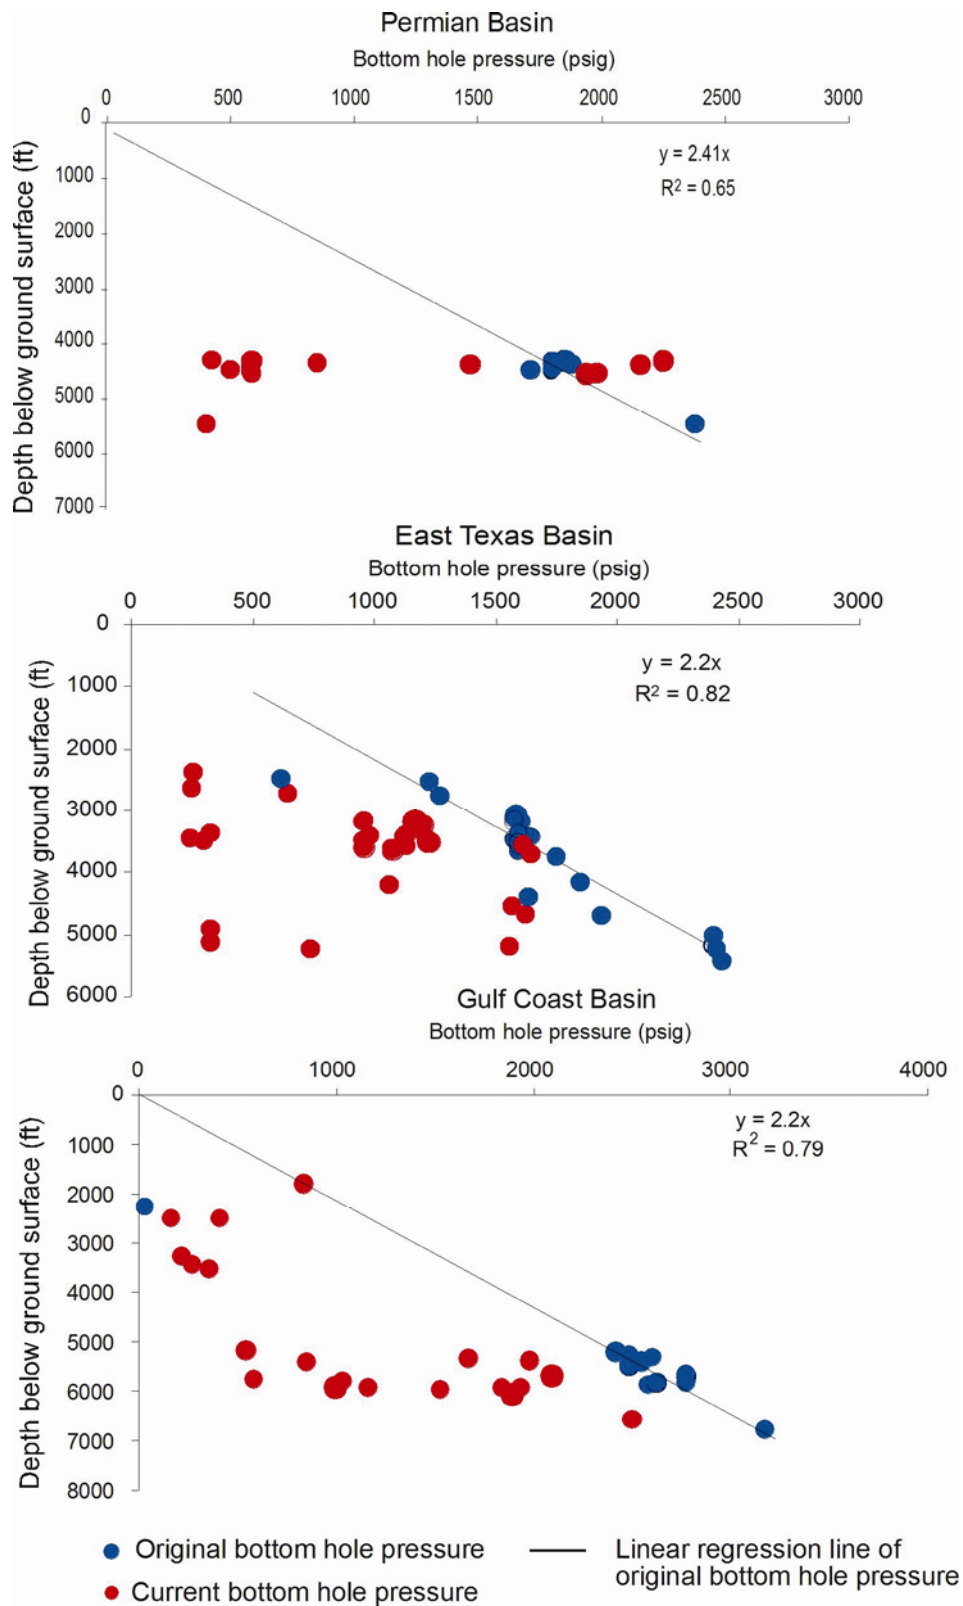 Permian Basin
Bottom hole pressure (psig)
0 500 1000 1500 2000 2500 3000
0
1000
2000
3000
4000
5000
6000
7000
Depth below ground surface (ft)
y = 2.41x
R² = 0.65
East Texas Basin
Bottom hole pressure (psig)
0 500 1000 1500 2000 2500 3000
0
1000
2000
3000
4000
5000
6000
Depth below ground surface (ft)
y = 2.2x
R² = 0.82
Gulf Coast Basin
Bottom hole pressure (psig)
0 1000 2000 3000 4000
0
1000
2000
3000
4000
5000
6000
7000
8000
Depth below ground surface (ft)
y = 2.2x
R² = 0.79
Original bottom hole pressure
Current bottom hole pressure
Linear regression line of
original bottom hole pressure